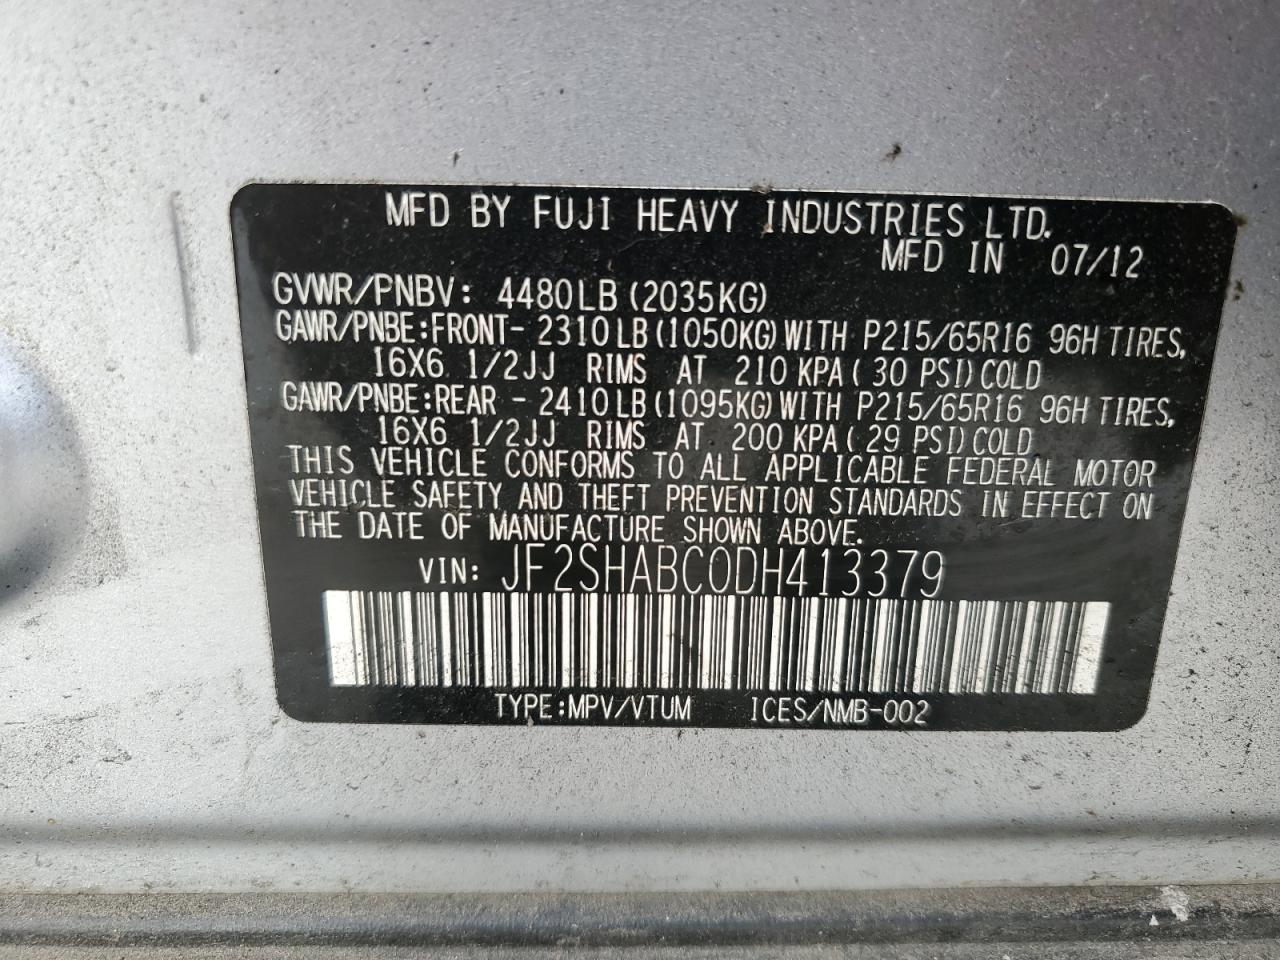 MFD BY FUJI HEAVY INDUSTRIES LTD.
MFD IN 07/12
GVWR/PNBV: 4480LB(2035KG)
GAWR/PNBE:FRONT- 2310LB(1050KG)WITH P215/65R16 96H TIRES,
16X6 1/2JJ RIMS AT 210 KPA( 30 PSI)COLD
GAWR/PNBE:REAR - 2410LB(1095KG)WITH P215/65R16 96H TIRES,
16X6 1/2JJ RIMS AT 200 KPA( 29 PSI)COLD
THIS VEHICLE CONFORMS TO ALL APPLICABLE FEDERAL MOTOR
VEHICLE SAFETY AND THEFT PREVENTION STANDARDS IN EFFECT ON
THE DATE OF MANUFACTURE SHOWN ABOVE.
VIN: JF2SHABC0DH413379
TYPE:MPV/VTUM ICES/NMB-002